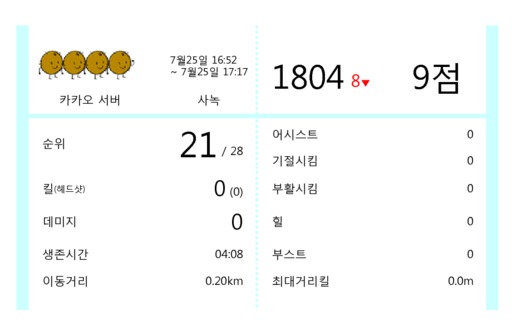 7월25일 16:52
~ 7월25일 17:17
카카오 서버 사녹
1804 8▼ 9점
순위 21 / 28
킬(헤드샷) 0 (0)
데미지 0
생존시간 04:08
이동거리 0.20km
어시스트 0
기절시킴 0
부활시킴 0
힐 0
부스트 0
최대거리킬 0.0m